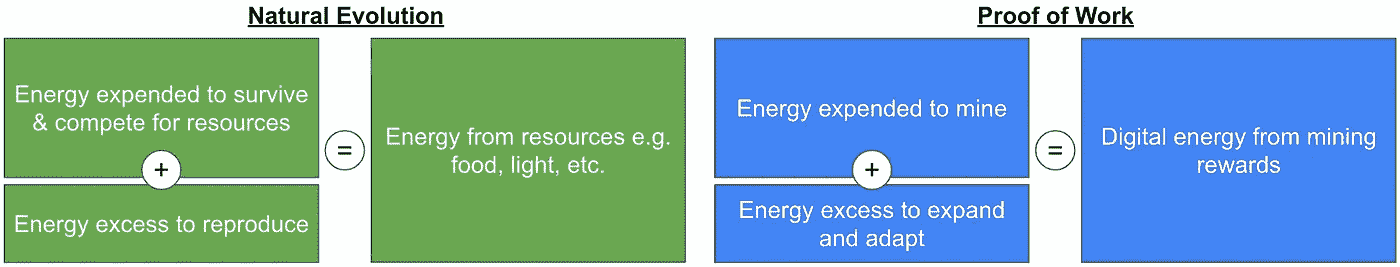 Natural Evolution
Energy expended to survive
& compete for resources
+
Energy excess to reproduce
=
Energy from resources e.g.
food, light, etc.
Proof of Work
Energy expended to mine
+
Energy excess to expand
and adapt
=
Digital energy from mining
rewards